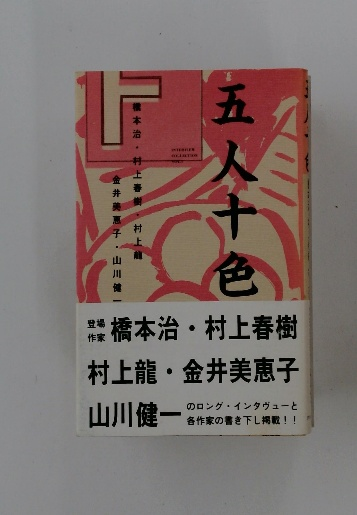 五人十色
橋本治・村上春樹・村上龍
金井美恵子・山川健一
登場
作家
橋本治・村上春樹
村上龍・金井美恵子
山川健一
のロング・インタヴューと
各作家の書き下し掲載！！